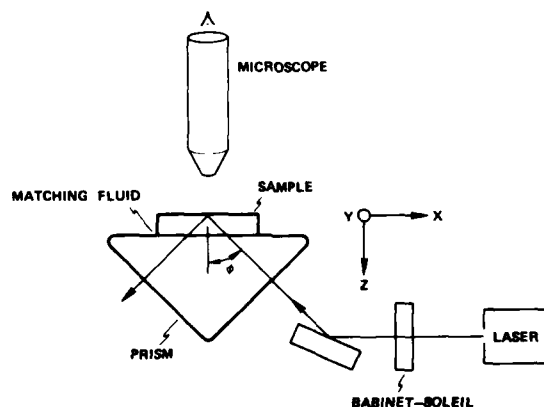 MICROSCOPE
MATCHING FLUID
SAMPLE
Y
X
Z
φ
PRISM
LASER
BABINET-SOLEIL